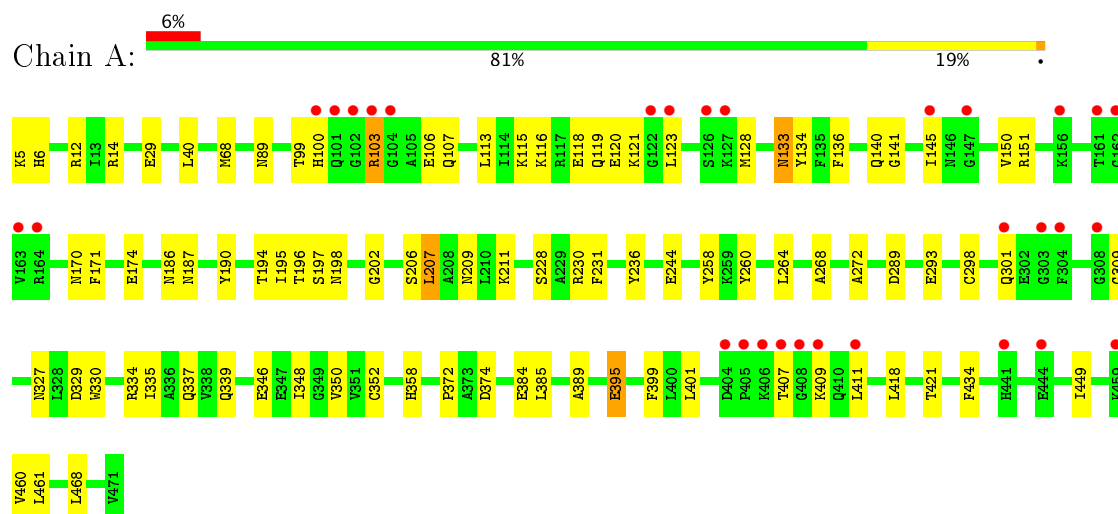 6%
Chain A:
81% 19% •
K5 H6 R12 I13 R14 E29 L40 M68 N89 T99 H100 Q101 G102 R103 G104 A105 E106 Q107 L113 I114 K115 K116 R117 E118 Q119 E120 K121 G122 L123 S126 K127 M128 N133 Y134 F135 F136 Q140 G141 I145 N146 G147 V150 R151 K156 T161
V163 R164 N170 F171 E174 N186 N187 Y190 T194 I195 T196 S197 N198 G202 S206 L207 A208 N209 L210 K211 S228 A229 R230 F231 Y236 E244 Y258 K259 Y260 L264 A268 A272 D289 E293 C298 Q301 E302 G303 F304 G308
N327 L328 D329 W330 R334 I335 A336 Q337 V338 Q339 E346 E347 I348 G349 V350 V351 C352 H358 P372 A373 D374 E384 L385 A389 E395 F399 L400 L401 D404 P405 K406 T407 G408 K409 Q410 L411 L418 T421 F434 H441 E444 I449 K459
V460 L461 L468 V471